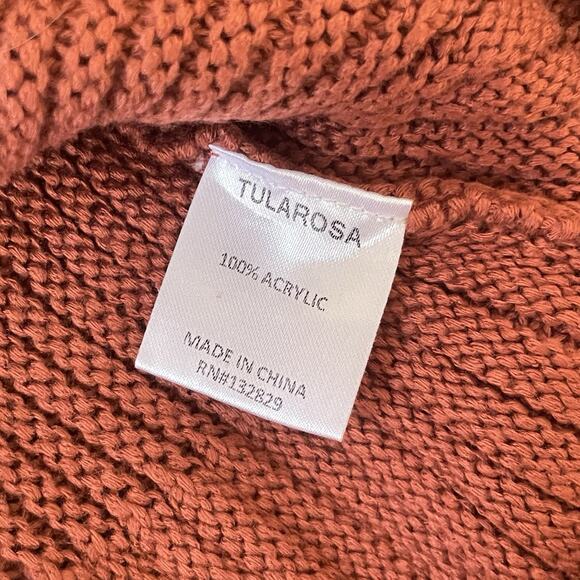 TULAROSA
100% ACRYLIC
MADE IN CHINA
RN#132829